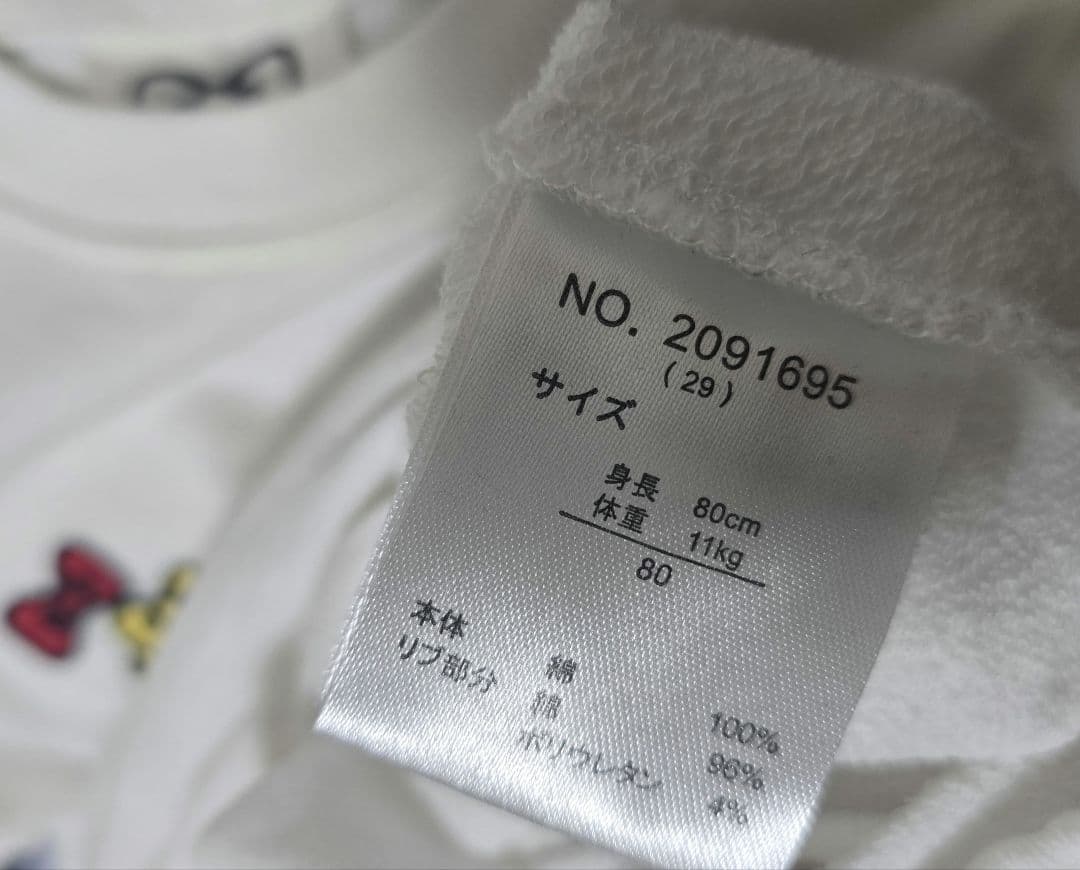 NO. 2091695
(29)
サイズ
身長 80cm
体重 11kg
80
本体 綿 100%
リブ部分 綿 96%
ポリウレタン 4%